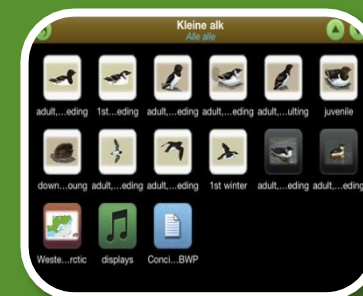 Kleine alk
Alle alle
adult,...eding 1st...eding adult,...eding adult,...eding adult,...ulting juvenile
down...oung adult,...eding adult,...eding 1st winter adult,...eding adult,...eding
Weste...rctic displays Conci...BWP